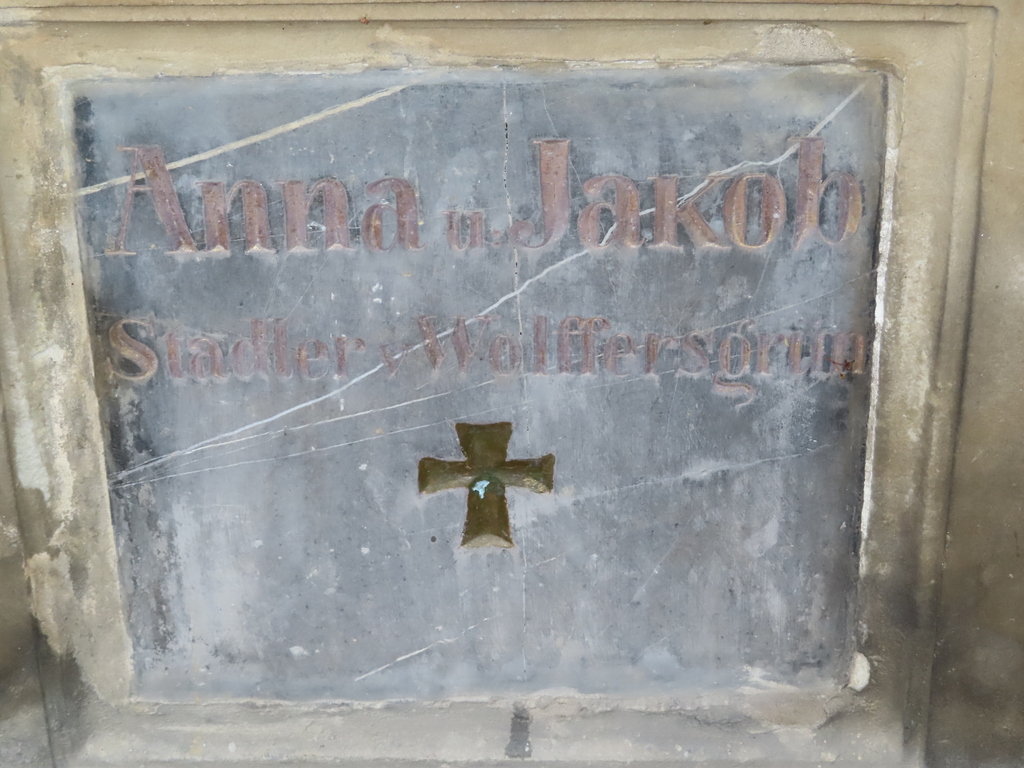 Anna u. Jakob
Stadler v. Wolffersgrün